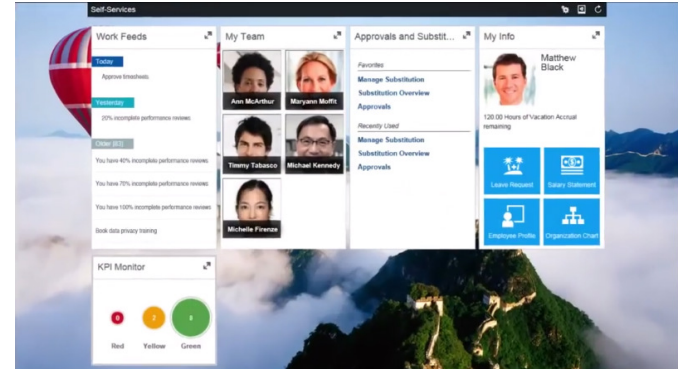 Self-Services
Work Feeds
Today
Approve timesheets
Yesterday
20% incomplete performance reviews
Older (83)
You have 40% incomplete performance reviews
You have 70% incomplete performance reviews
You have 100% incomplete performance reviews
Book data privacy training
My Team
Ann McArthur
Maryann Moffit
Timmy Tabasco
Michael Kennedy
Michelle Firenze
Approvals and Substit...
Favorites
Manage Substitution
Substitution Overview
Approvals
Recently Used
Manage Substitution
Substitution Overview
Approvals
My Info
Matthew
Black
120.00 Hours of Vacation Accrual
remaining
Leave Request
Salary Statement
Employee Profile
Organization Chart
KPI Monitor
0
2
Red
Yellow
Green